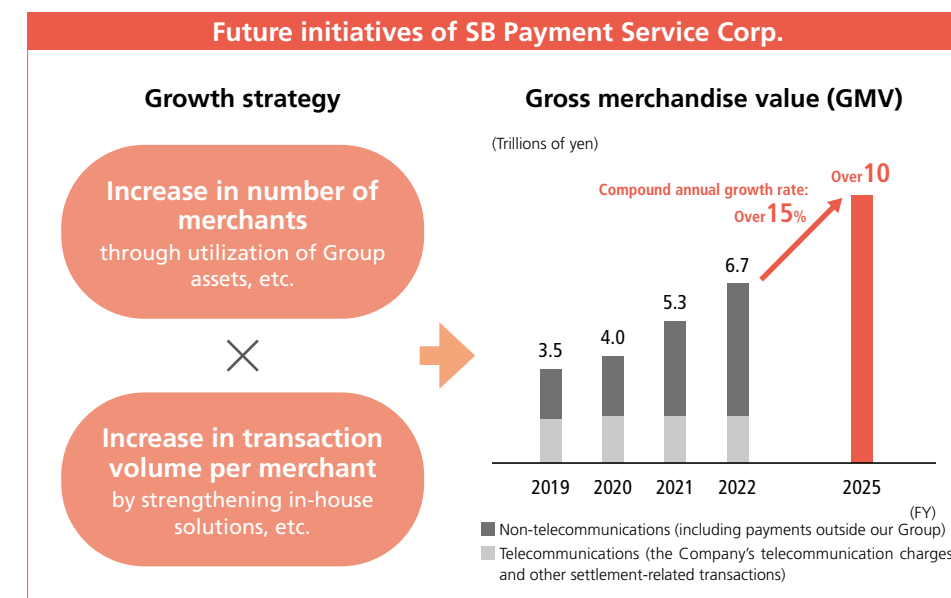 Future initiatives of SB Payment Service Corp.
Growth strategy
Increase in number of
merchants
through utilization of Group
assets, etc.
×
Increase in transaction
volume per merchant
by strengthening in-house
solutions, etc.
Gross merchandise value (GMV)
(Trillions of yen)
Compound annual growth rate:
Over 15%
Over 10
3.5
4.0
5.3
6.7
2019 2020 2021 2022 2025
(FY)
Non-telecommunications (including payments outside our Group)
Telecommunications (the Company’s telecommunication charges
and other settlement-related transactions)